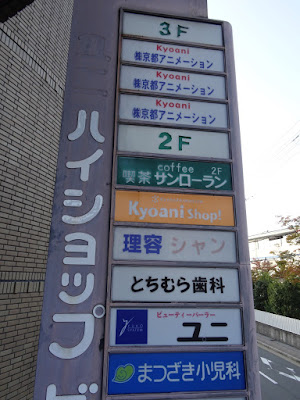 ハイショップ
3F
Kyoani
㈱京都アニメーション
Kyoani
㈱京都アニメーション
Kyoani
㈱京都アニメーション
2F
coffee 2F
喫茶 サンローラン
Kyoani Shop!
理容 シャン
とちむら歯科
ビューティーパーラー
ユニ
まつざき小児科